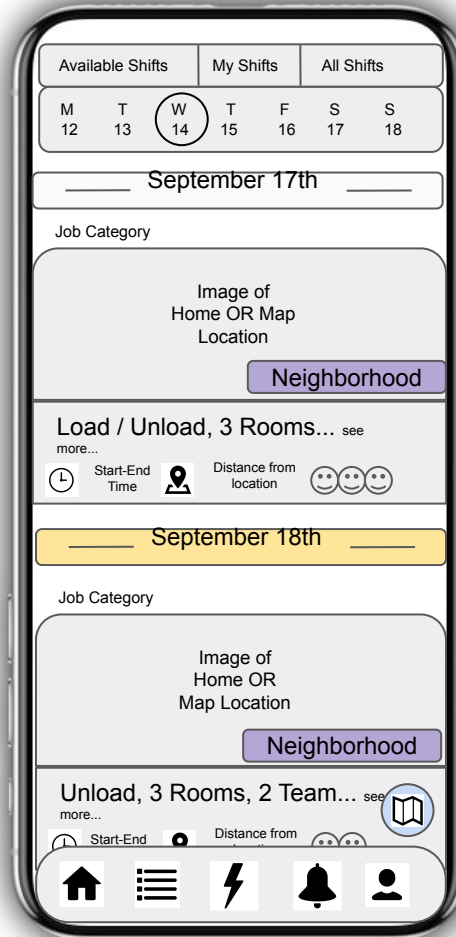 Available Shifts My Shifts All Shifts
M T W T F S S
12 13 14 15 16 17 18
September 17th
Job Category
Image of
Home OR Map
Location
Neighborhood
Load / Unload, 3 Rooms... see
more...
Start-End
Time
Distance from
location
September 18th
Job Category
Image of
Home OR
Map Location
Neighborhood
Unload, 3 Rooms, 2 Team... see
more...
Start-End
Distance from